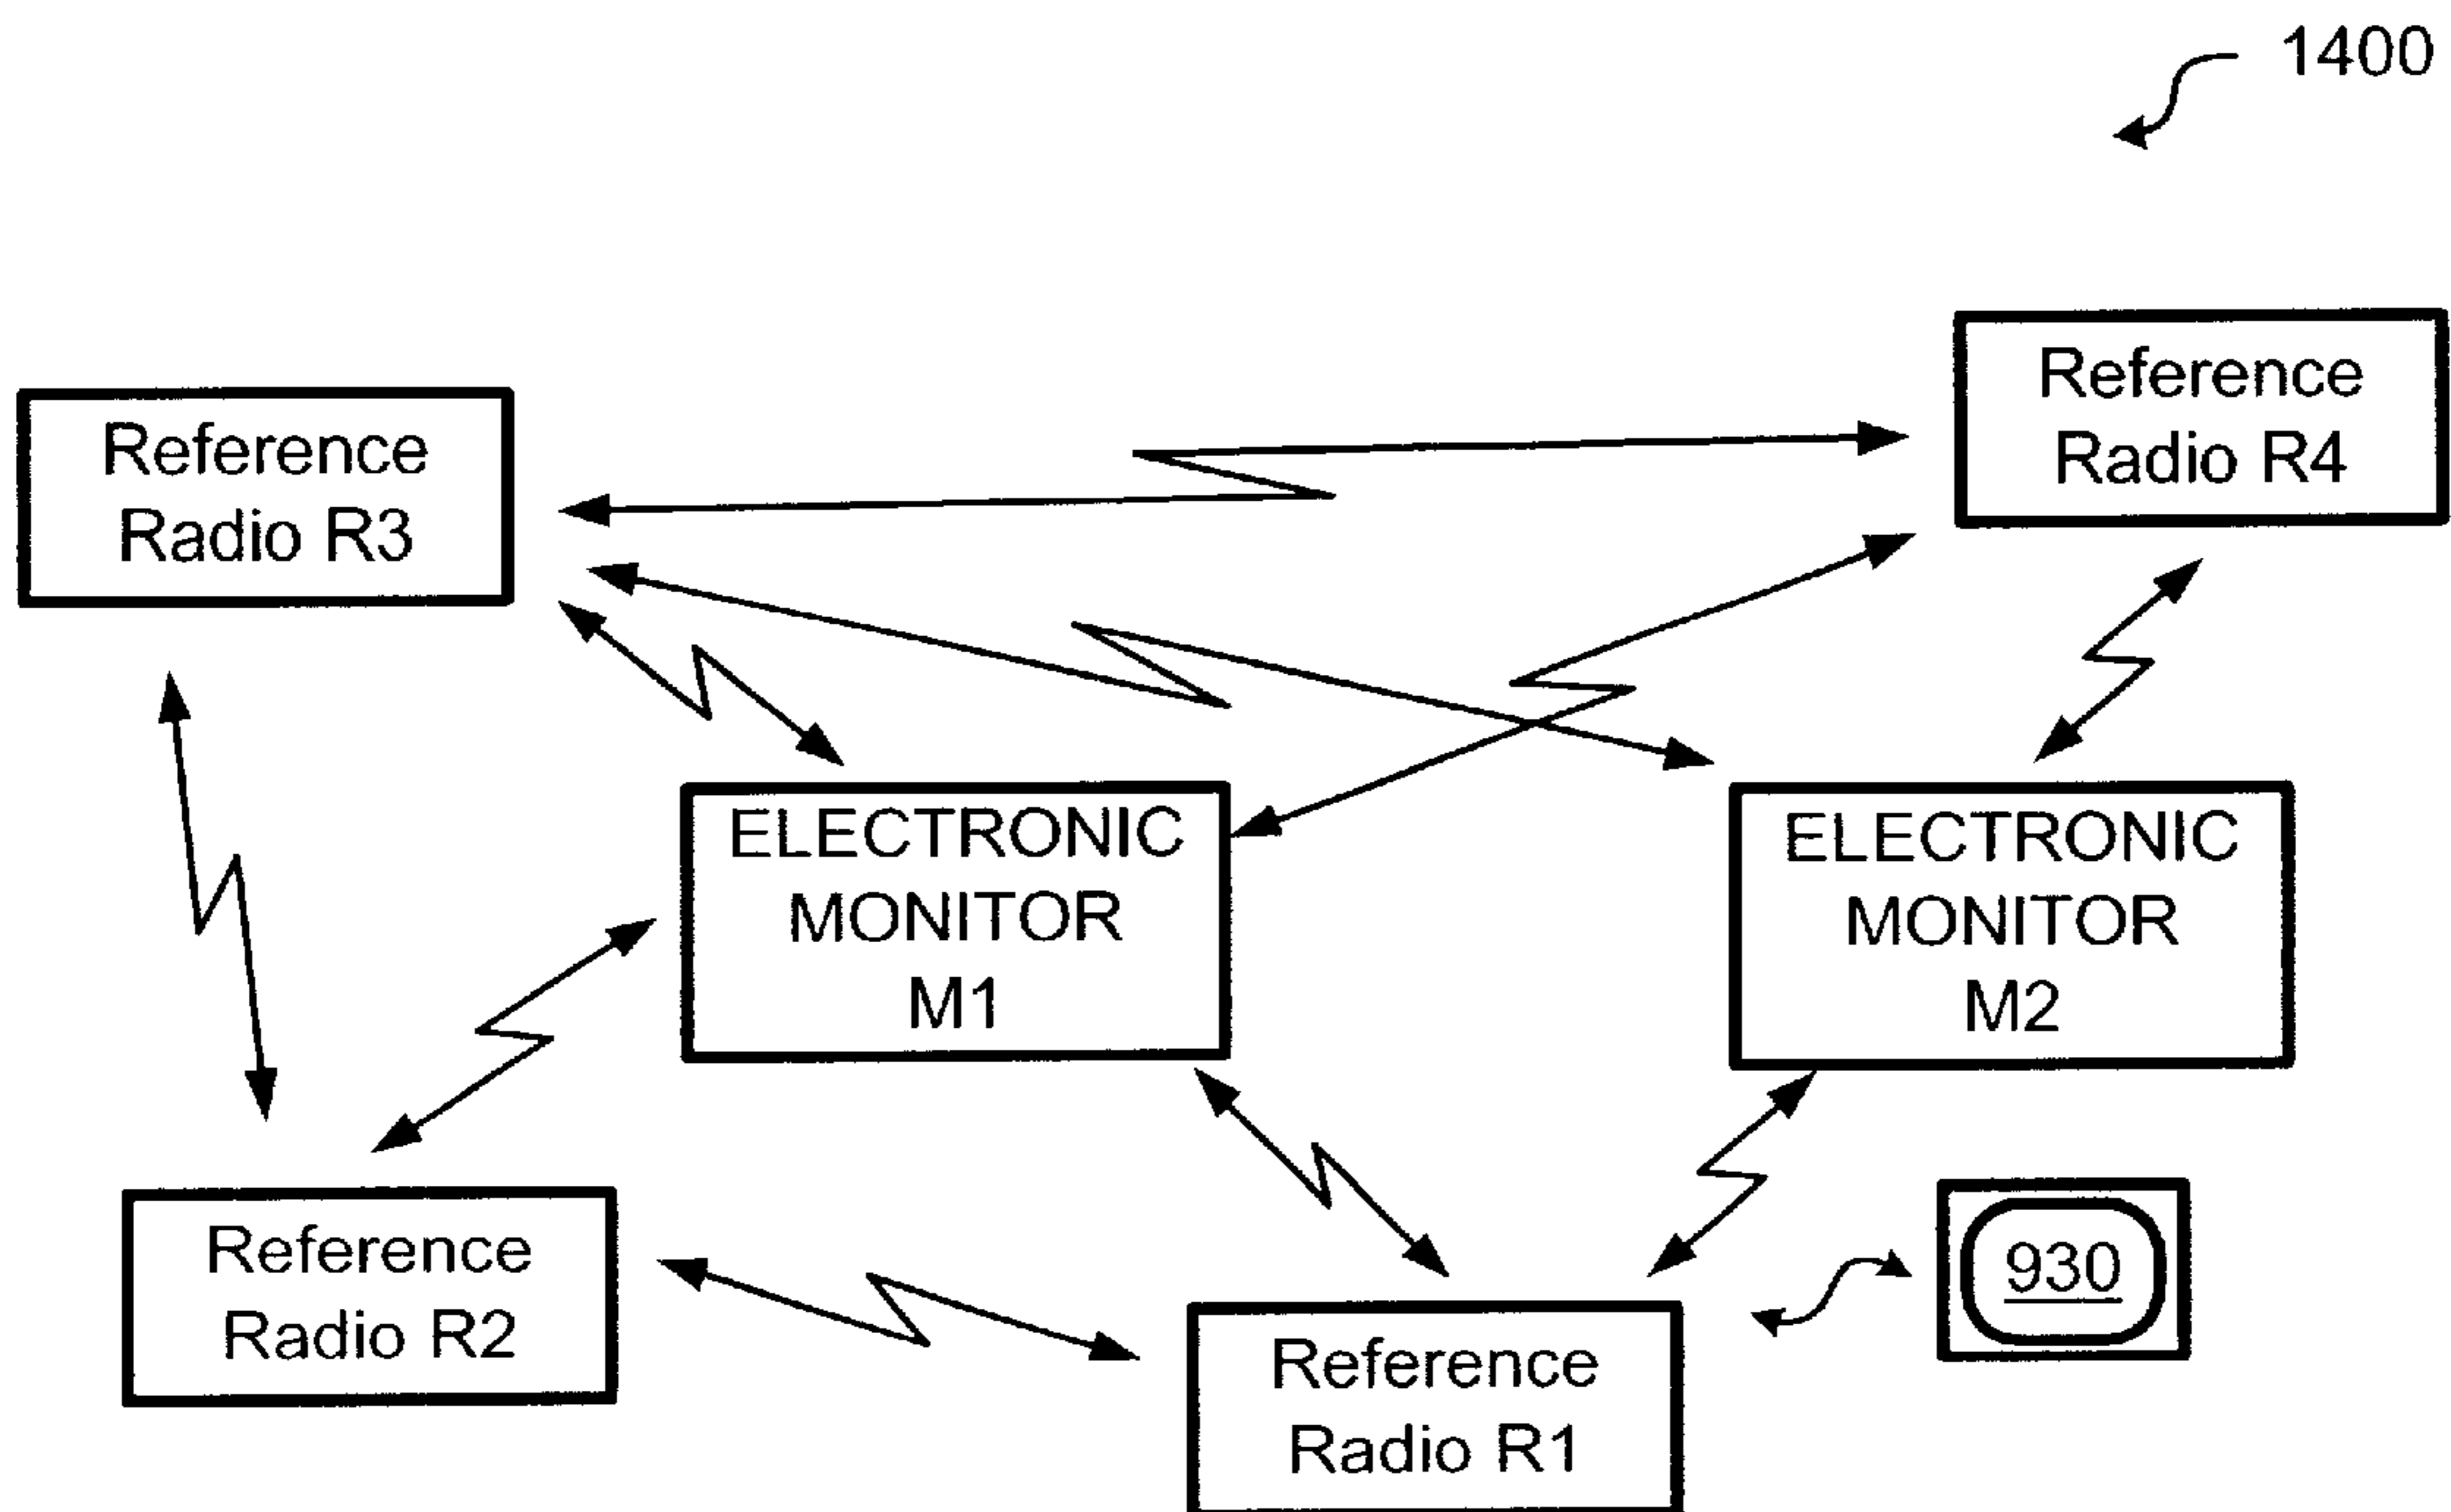 1400
Reference
Radio R4
Reference
Radio R3
ELECTRONIC
MONITOR
M1
ELECTRONIC
MONITOR
M2
Reference
Radio R2
930
Reference
Radio R1